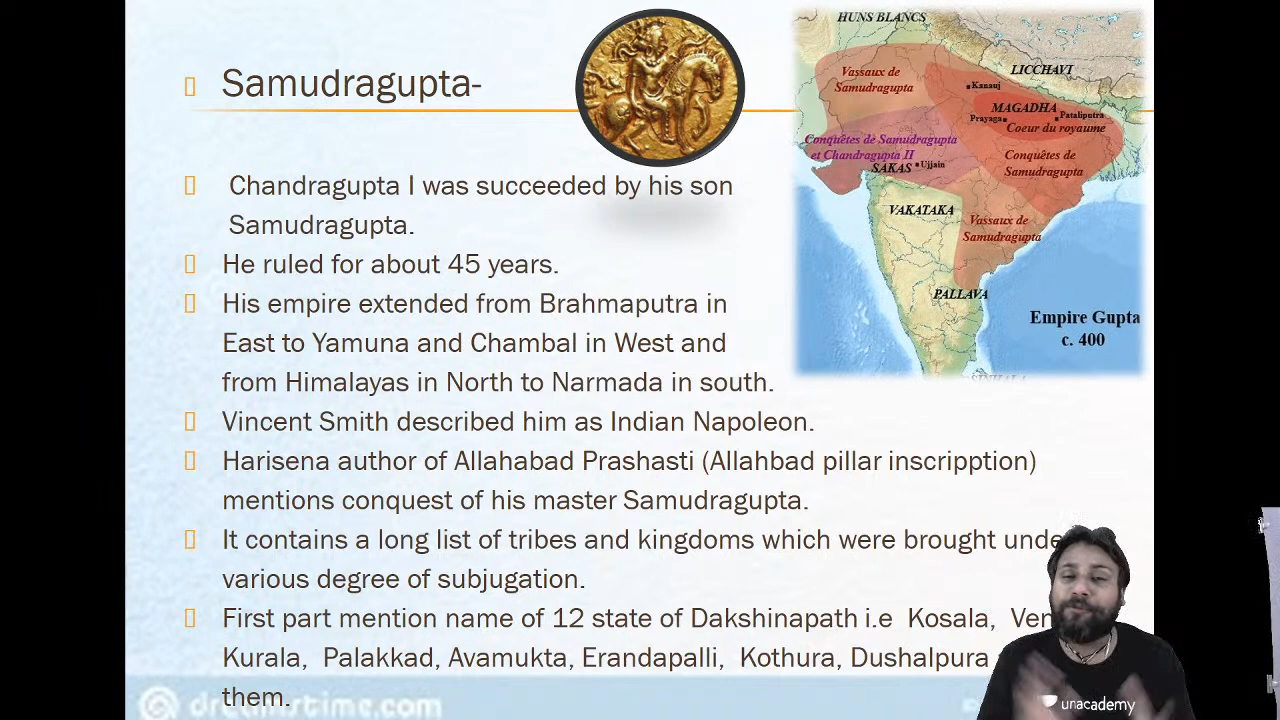 Samudragupta-
Chandragupta I was succeeded by his son
Samudragupta.
He ruled for about 45 years.
His empire extended from Brahmaputra in
East to Yamuna and Chambal in West and
from Himalayas in North to Narmada in south.
Vincent Smith described him as Indian Napoleon.
Harisena author of Allahabad Prashasti (Allahbad pillar inscripption)
mentions conquest of his master Samudragupta.
It contains a long list of tribes and kingdoms which were brought
various degree of subjugation.
First part mention name of 12 state of Dakshinapath i.e Kosala,
Kurala, Palakkad, Avamukta, Erandapalli, Kothura, Dushalpura
them.
HUNS BLANCS
Vassaux de
Samudragupta
LICCHAVI
Kanauj
MAGADHA
Prayaga
Pataliputra
Coeur du royaume
Conquêtes de Samudragupta
et Chandragupta II
SAKAS
Ujjain
Conquêtes de
Samudragupta
VAKATAKA
Vassaux de
Samudragupta
PALLAVA
Empire Gupta
c. 400
dreamstime.com
unacademy